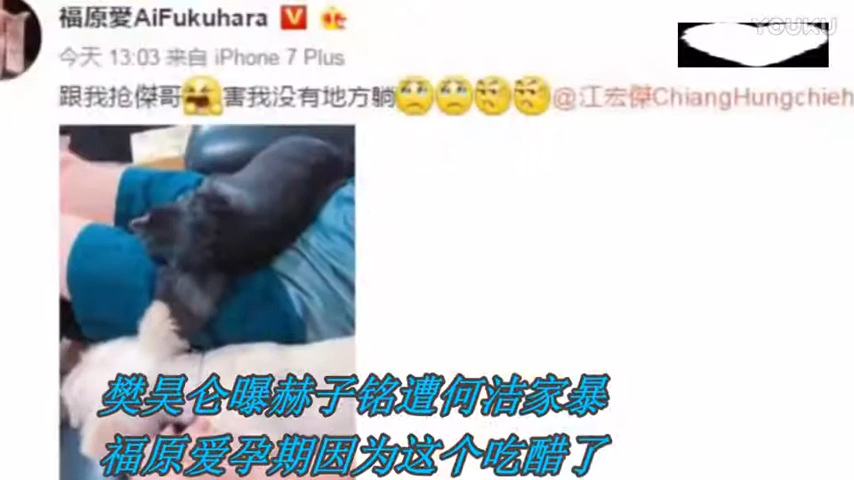 福原愛AiFukuhara V
YOUKU
今天 13:03 来自 iPhone 7 Plus
跟我抢傑哥害我没有地方躺@江宏傑ChiangHungchieh
樊昊仑曝赫子铭遭何洁家暴
福原爱孕期因为这个吃醋了